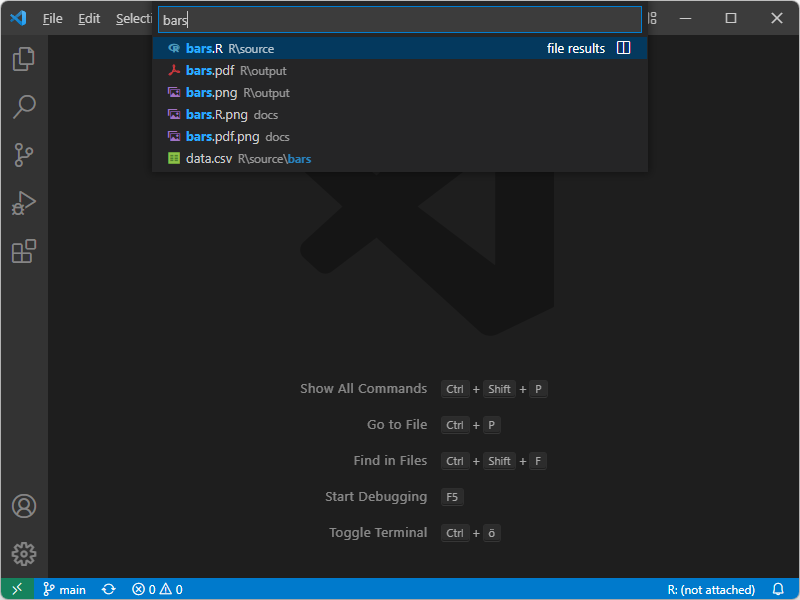 File Edit Selecti
bars
bars.R R\source file results
bars.pdf R\output
bars.png R\output
bars.R.png docs
bars.pdf.png docs
data.csv R\source\bars
Show All Commands Ctrl + Shift + P
Go to File Ctrl + P
Find in Files Ctrl + Shift + F
Start Debugging F5
Toggle Terminal Ctrl + ö
main 0 0 R: (not attached)